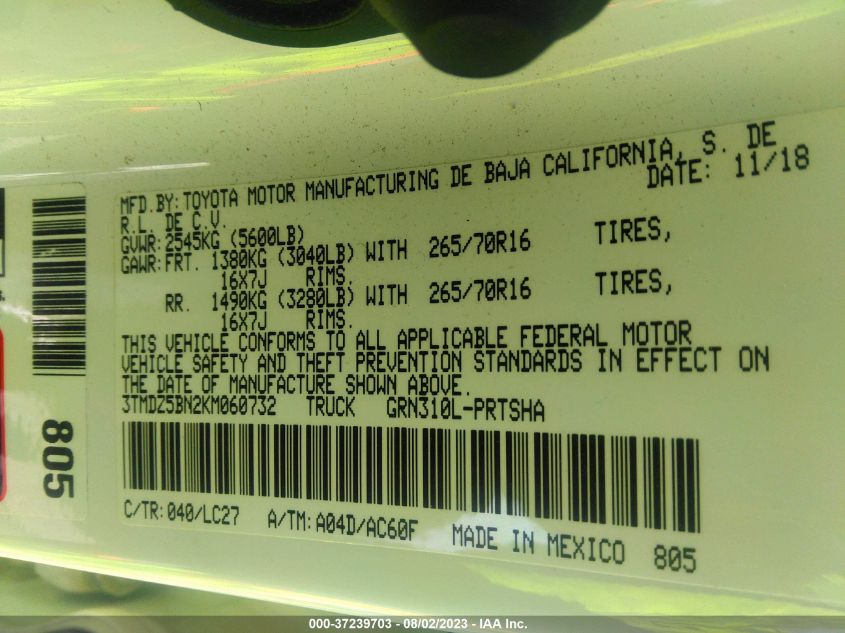 MFD.BY:TOYOTA MOTOR MANUFACTURING DE BAJA CALIFORNIA, S. DE
R.L. DE C.V. DATE: 11/18
GVWR:2545KG (5600LB)
GAWR:FRT. 1380KG (3040LB) WITH 265/70R16 TIRES,
16X7J RIMS.
RR. 1490KG (3280LB) WITH 265/70R16 TIRES,
16X7J RIMS.
THIS VEHICLE CONFORMS TO ALL APPLICABLE FEDERAL MOTOR
VEHICLE SAFETY AND THEFT PREVENTION STANDARDS IN EFFECT ON
THE DATE OF MANUFACTURE SHOWN ABOVE.
3TMDZ5BN2KM060732 TRUCK GRN310L-PRTSHA
C/TR:040/LC27 A/TM:A04D/AC60F MADE IN MEXICO 805
805
000-37239703 - 08/02/2023 - IAA Inc.